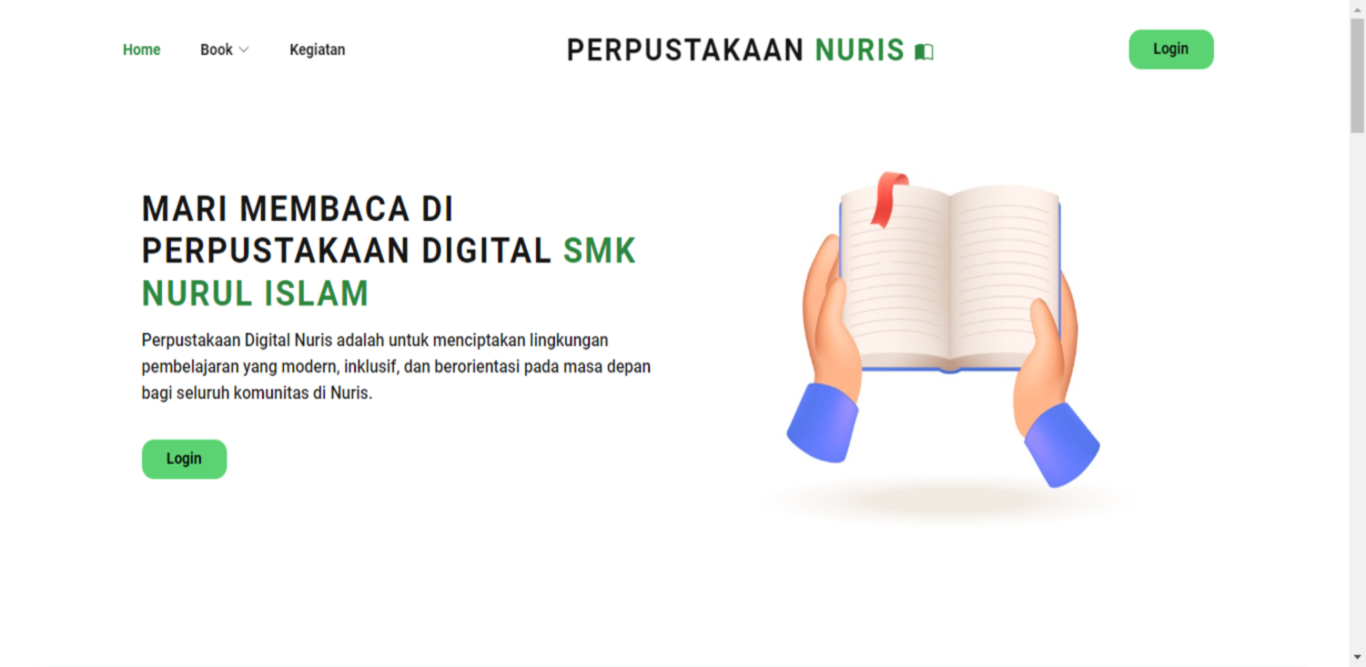 Home
Book
Kegiatan
PERPUSTAKAAN NURIS
Login
MARI MEMBACA DI
PERPUSTAKAAN DIGITAL SMK
NURUL ISLAM
Perpustakaan Digital Nuris adalah untuk menciptakan lingkungan
pembelajaran yang modern, inklusif, dan berorientasi pada masa depan
bagi seluruh komunitas di Nuris.
Login